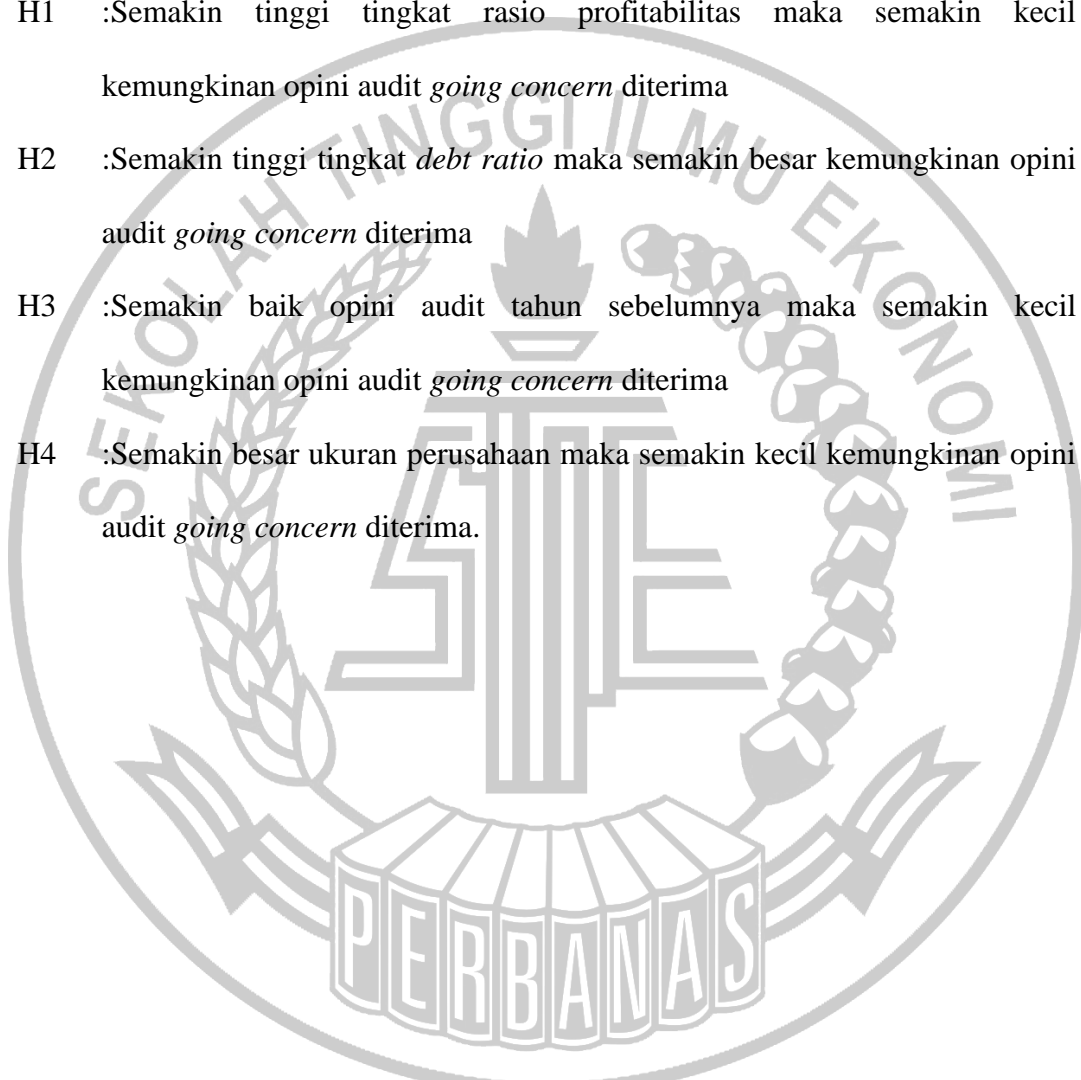 H1 :Semakin tinggi tingkat rasio profitabilitas maka semakin kecil
kemungkinan opini audit going concern diterima
H2 :Semakin tinggi tingkat debt ratio maka semakin besar kemungkinan opini
audit going concern diterima
H3 :Semakin baik opini audit tahun sebelumnya maka semakin kecil
kemungkinan opini audit going concern diterima
H4 :Semakin besar ukuran perusahaan maka semakin kecil kemungkinan opini
audit going concern diterima.
SEKOLAH TINGGI ILMU EKONOMI
PERBANAS